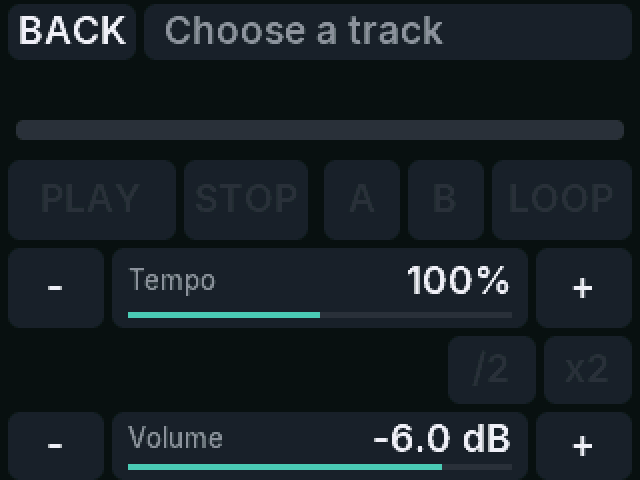 BACK Choose a track
PLAY STOP A B LOOP
- Tempo 100% +
/2 x2
- Volume -6.0 dB +